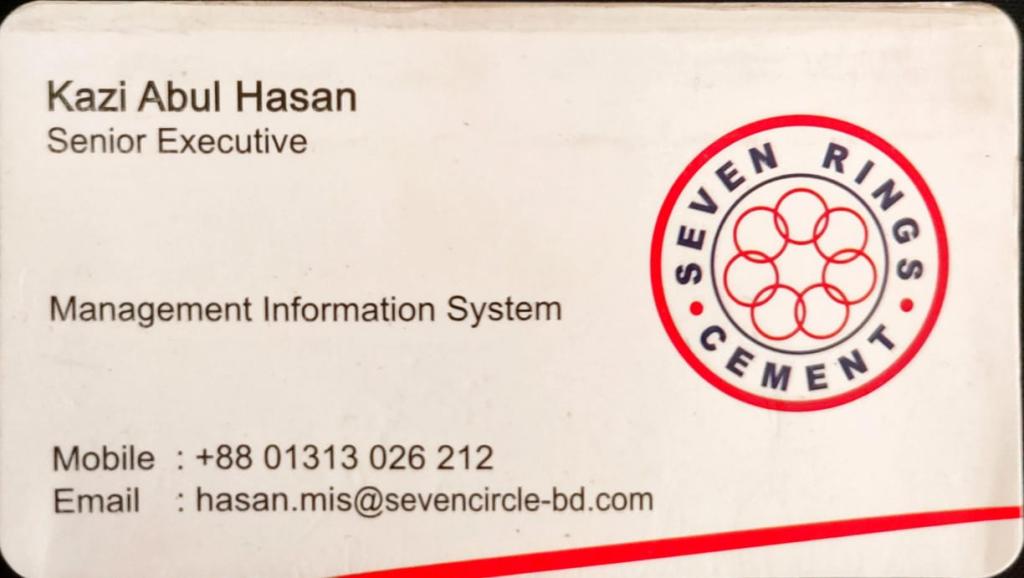 Kazi Abul Hasan
Senior Executive
SEVEN RINGS
CEMENT
Management Information System
Mobile : +88 01313 026 212
Email : hasan.mis@sevencircle-bd.com